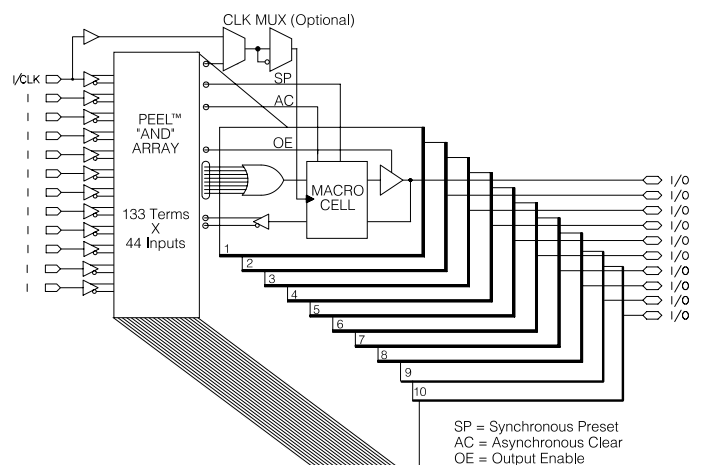 CLK MUX (Optional)
I/CLK
I
I
I
I
I
I
I
I
I
I
I
PEEL™
"AND"
ARRAY
133 Terms
X
44 Inputs
SP
AC
OE
MACRO
CELL
1
2
3
4
5
6
7
8
9
10
I/O
I/O
I/O
I/O
I/O
I/O
I/O
I/O
I/O
I/O
SP = Synchronous Preset
AC = Asynchronous Clear
OE = Output Enable